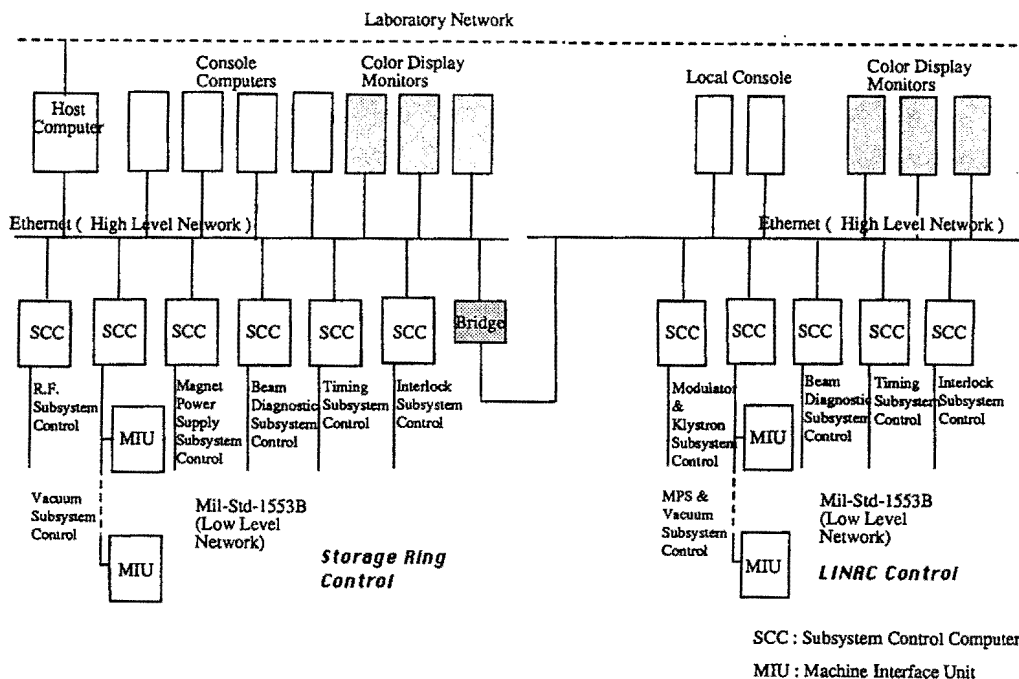 Laboratory Network
Host
Computer
Console
Computers
Color Display
Monitors
Local Console
Color Display
Monitors
Ethernet ( High Level Network )
Ethernet ( High Level Network )
SCC
SCC
SCC
SCC
SCC
SCC
Bridge
SCC
SCC
SCC
SCC
SCC
R.F.
Subsystem
Control
Magnet
Power
Supply
Subsystem
Control
Beam
Diagnostic
Subsystem
Control
Timing
Subsystem
Control
Interlock
Subsystem
Control
Modulator
&
Klystron
Subsystem
Control
Beam
Diagnostic
Subsystem
Control
Timing
Subsystem
Control
Interlock
Subsystem
Control
MIU
MIU
Vacuum
Subsystem
Control
Mil-Std-1553B
(Low Level
Network)
MPS &
Vacuum
Subsystem
Control
Mil-Std-1553B
(Low Level
Network)
MIU
Storage Ring
Control
MIU
LINRC Control
SCC : Subsystem Control Computer
MIU : Machine Interface Unit